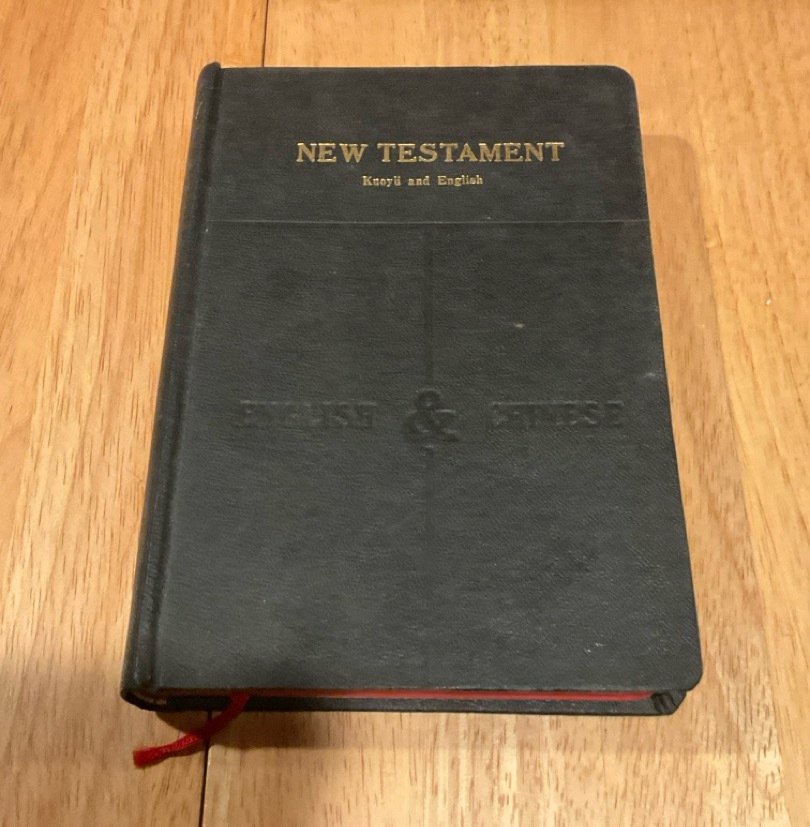 NEW TESTAMENT
Kuoyü and English
ENGLISH & CHINESE